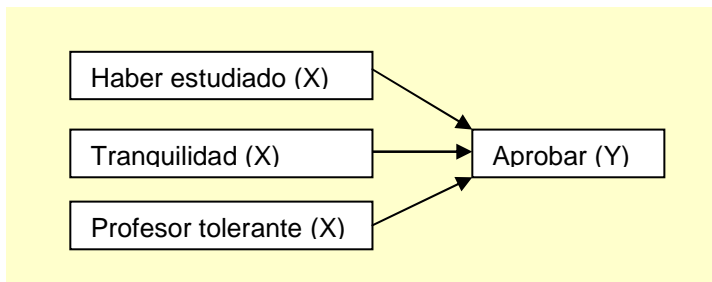 Haber estudiado (X)
Tranquilidad (X)
Aprobar (Y)
Profesor tolerante (X)